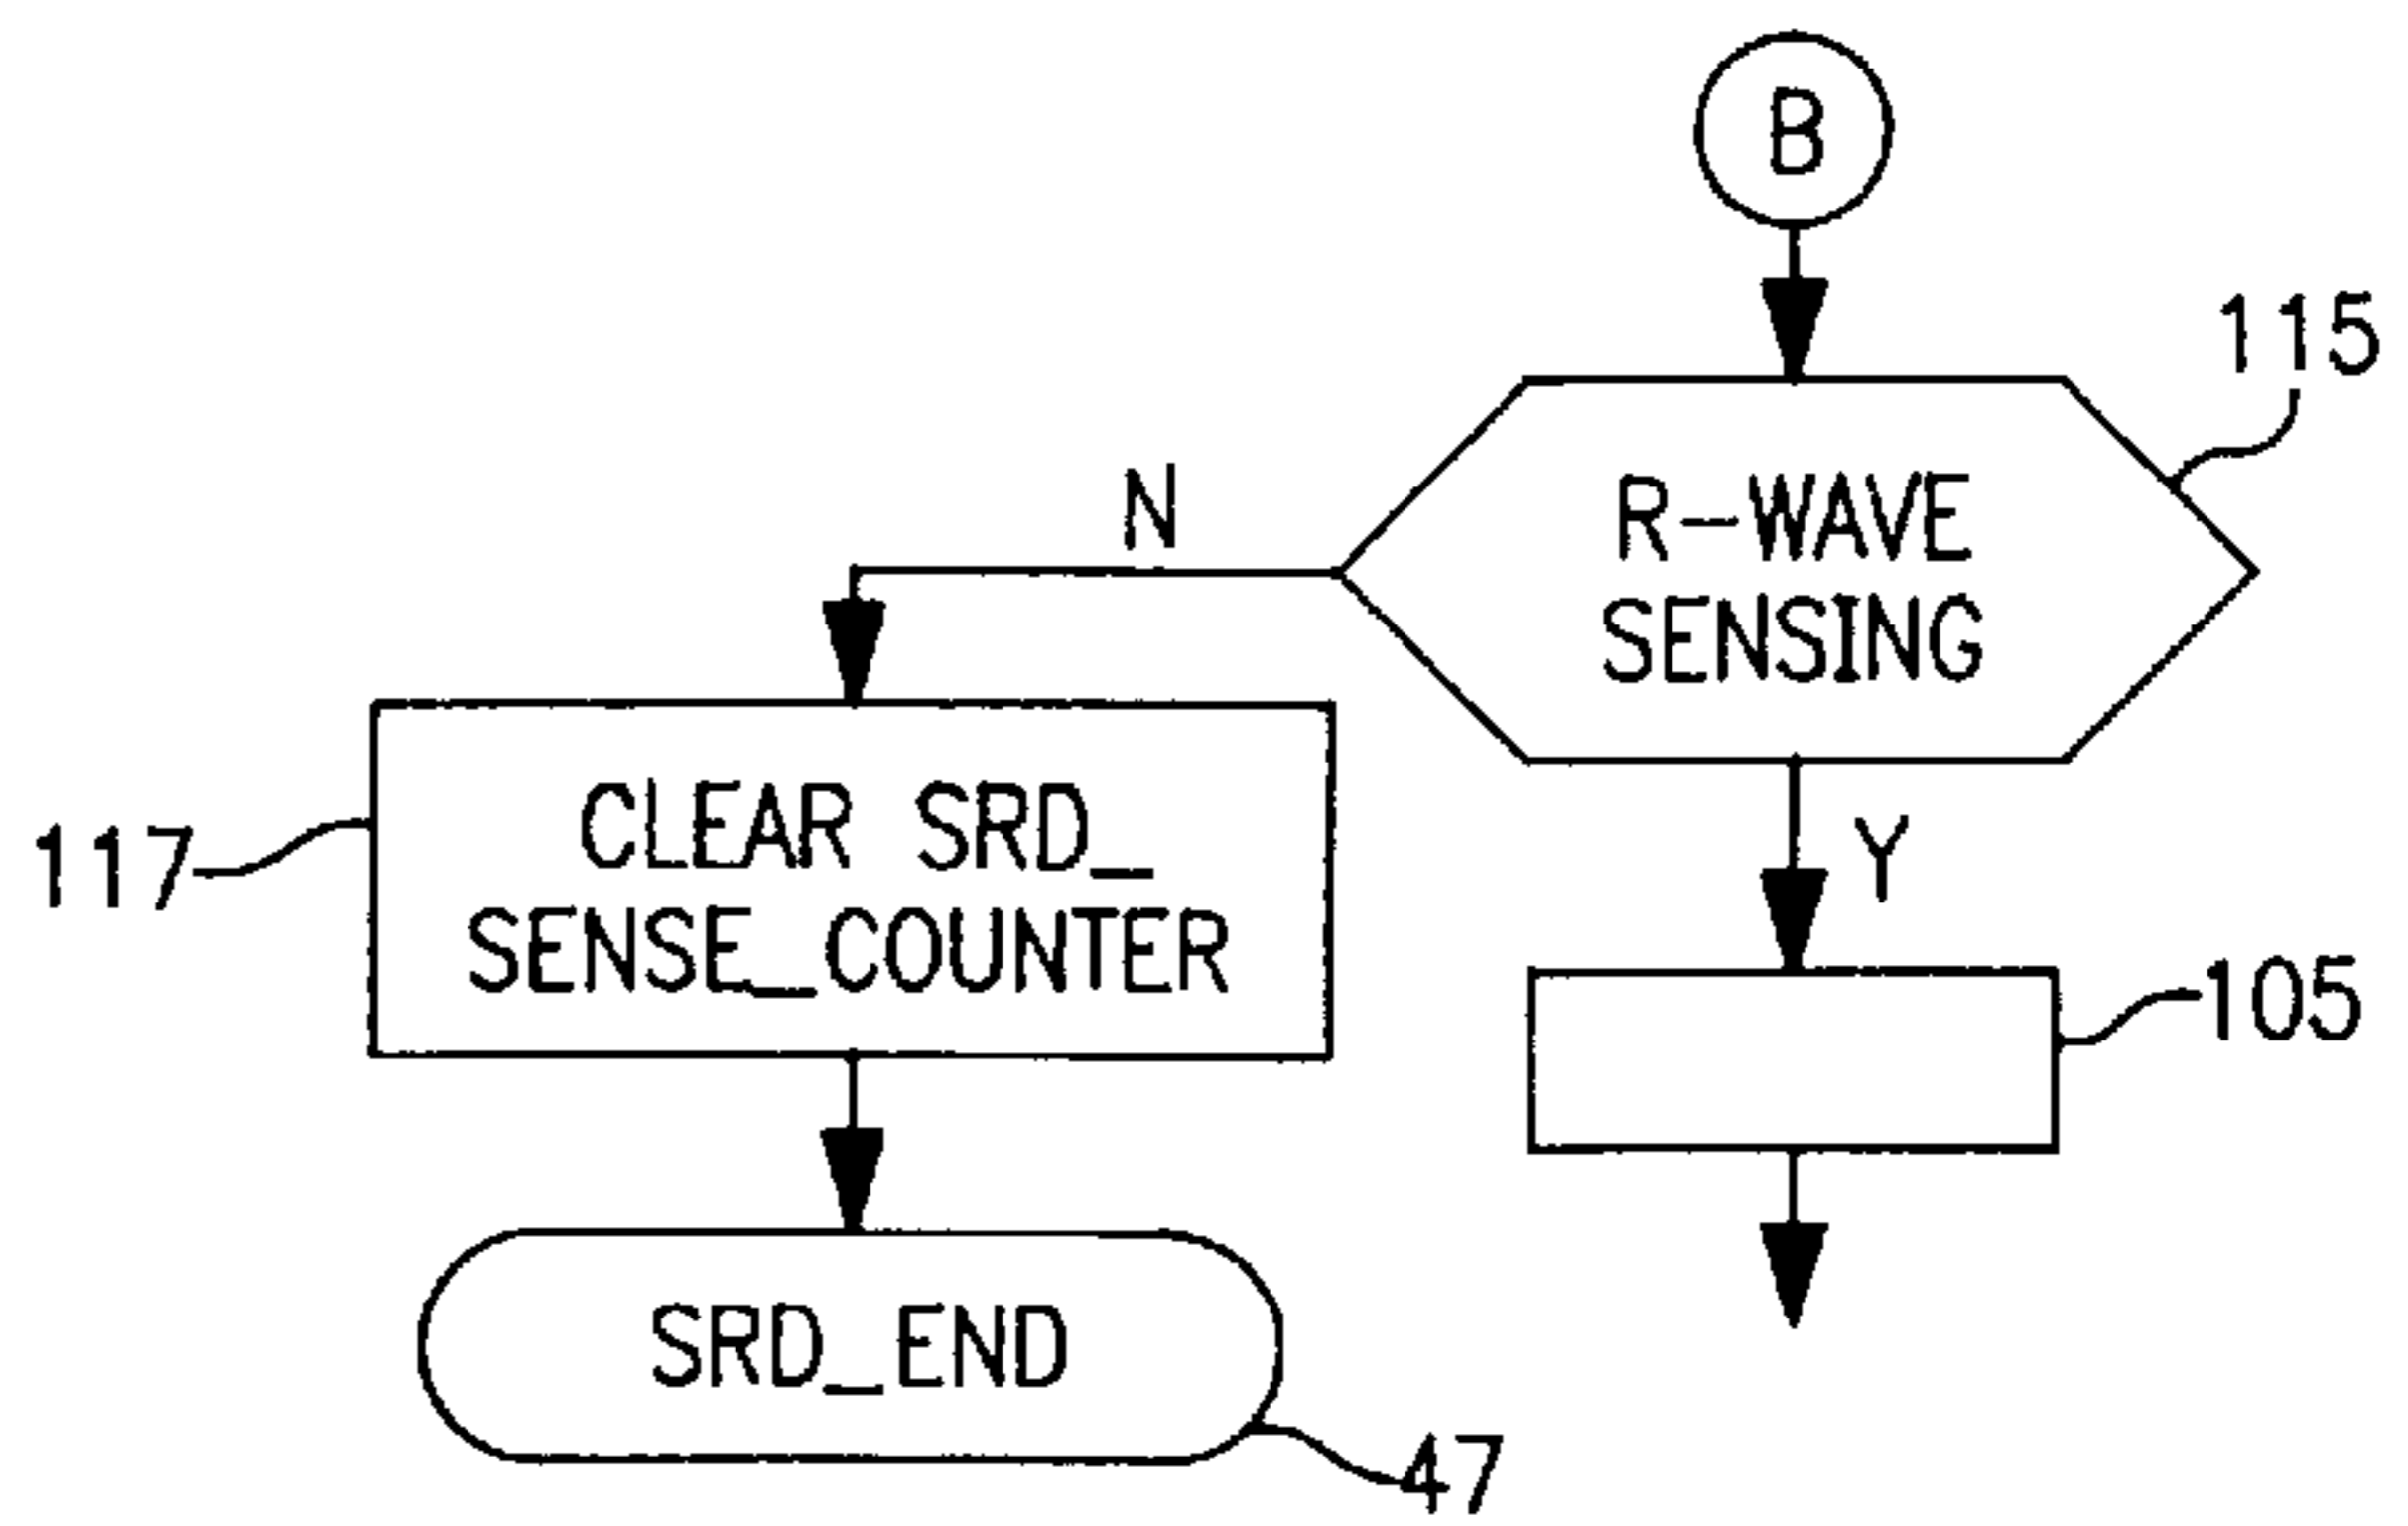 B
115
N
R-WAVE
SENSING
117
CLEAR SRD_
SENSE_COUNTER
Y
105
SRD_END
47